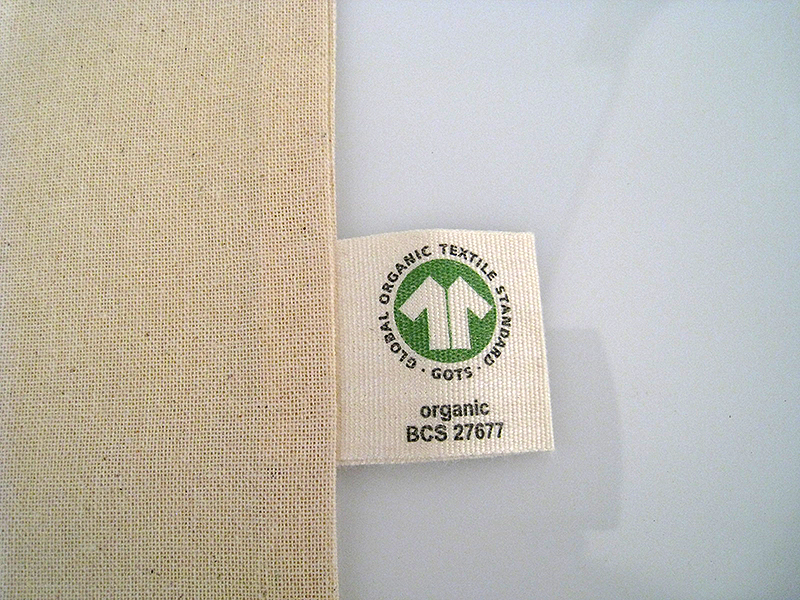 GLOBAL ORGANIC TEXTILE STANDARD · GOTS ·
organic
BCS 27677